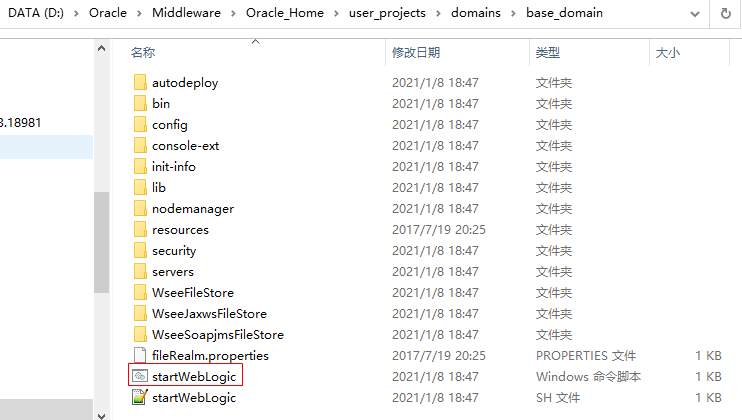 DATA (D:) > Oracle > Middleware > Oracle_Home > user_projects > domains > base_domain
名称 修改日期 类型 大小
autodeploy 2021/1/8 18:47 文件夹
bin 2021/1/8 18:47 文件夹
3.18981 config 2021/1/8 18:47 文件夹
console-ext 2021/1/8 18:47 文件夹
init-info 2021/1/8 18:47 文件夹
lib 2021/1/8 18:47 文件夹
nodemanager 2021/1/8 18:47 文件夹
resources 2017/7/19 20:25 文件夹
security 2021/1/8 18:47 文件夹
servers 2021/1/8 18:47 文件夹
WseeFileStore 2021/1/8 18:47 文件夹
WseeJaxwsFileStore 2021/1/8 18:47 文件夹
WseeSoapjmsFileStore 2021/1/8 18:47 文件夹
fileRealm.properties 2017/7/19 20:25 PROPERTIES 文件 1 KB
startWebLogic 2021/1/8 18:47 Windows 命令脚本 1 KB
startWebLogic 2021/1/8 18:47 SH 文件 1 KB